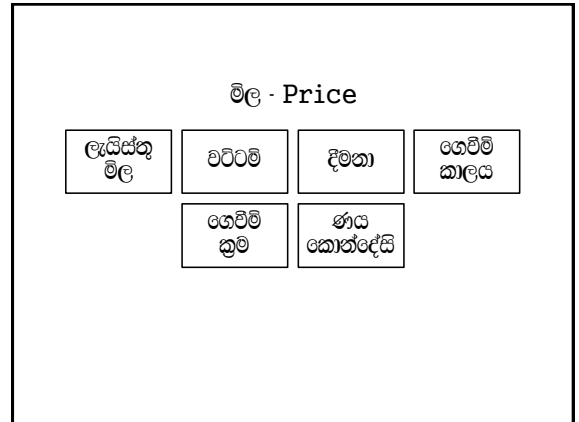 මිල - Price
ලැයිස්තු
මිල
වට්ටම්
දීමනා
ගෙවීම්
කාලය
ගෙවීම්
ක්‍රම
ණය
කොන්දේසි